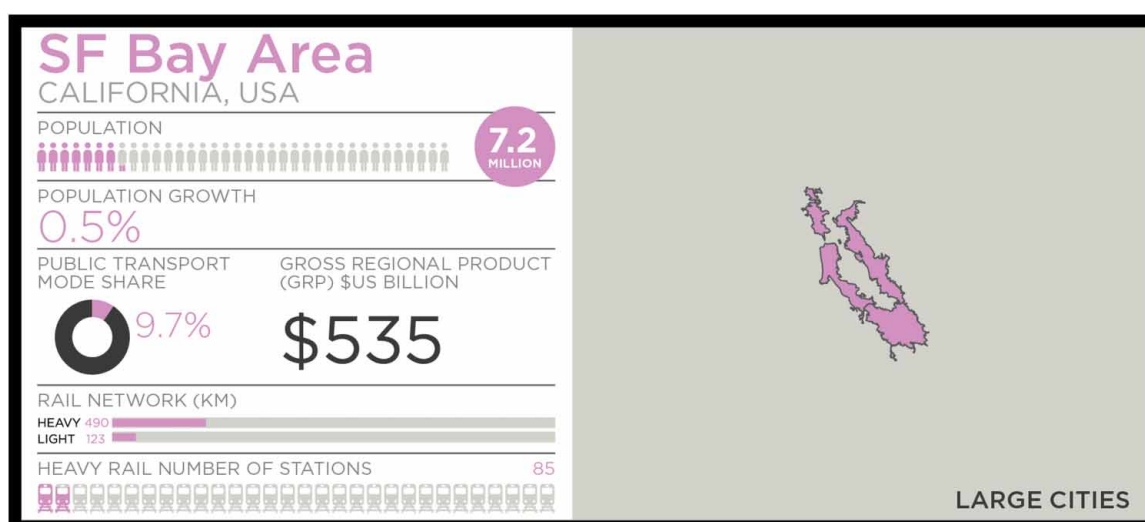 SF Bay Area
CALIFORNIA, USA
POPULATION
7.2
MILLION
POPULATION GROWTH
0.5%
PUBLIC TRANSPORT
MODE SHARE
9.7%
GROSS REGIONAL PRODUCT
(GRP) $US BILLION
$535
RAIL NETWORK (KM)
HEAVY 490
LIGHT 123
HEAVY RAIL NUMBER OF STATIONS 85
LARGE CITIES